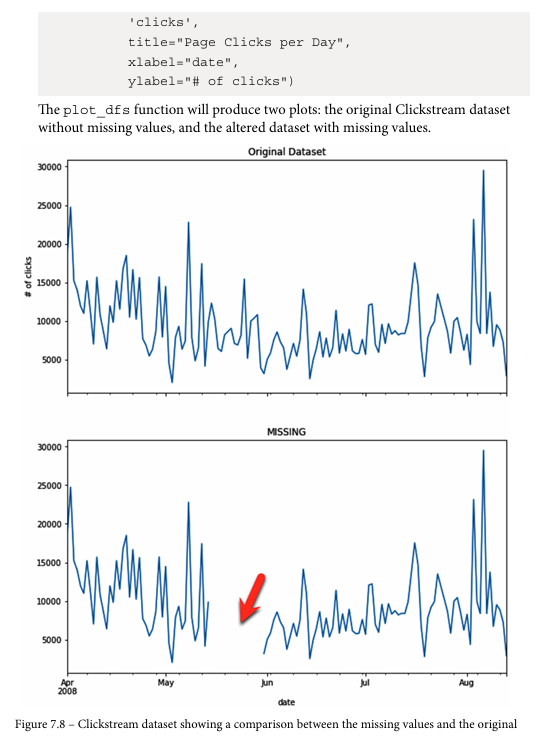 'clicks',
title="Page Clicks per Day",
xlabel="date",
ylabel="# of clicks")
The plot_dfs function will produce two plots: the original Clickstream dataset
without missing values, and the altered dataset with missing values.
Original Dataset
30000
25000
20000
15000
10000
5000
# of clicks
MISSING
30000
25000
20000
15000
10000
5000
Apr May Jun Jul Aug
2008
date
Figure 7.8 – Clickstream dataset showing a comparison between the missing values and the original